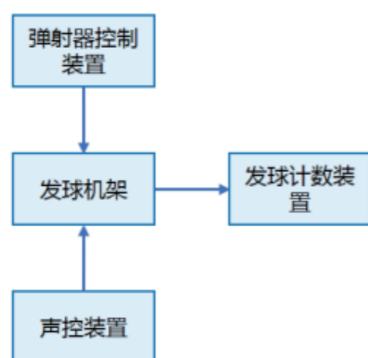 弹射器控制
装置
发球机架
发球计数装
置
声控装置